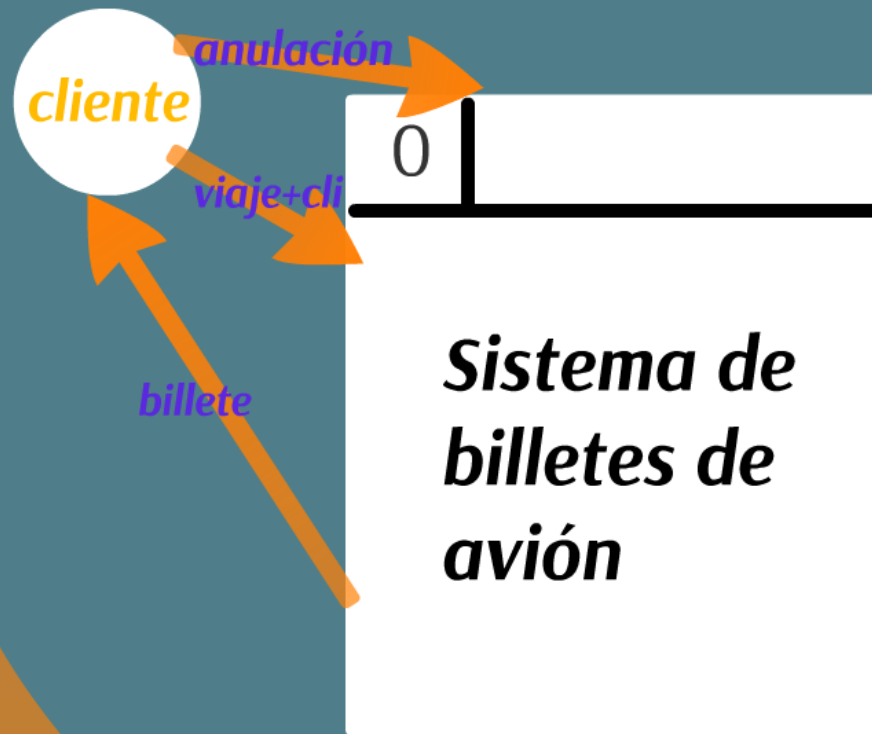 anulación
cliente
0
viaje+cli
Sistema de
billetes de
avión
billete